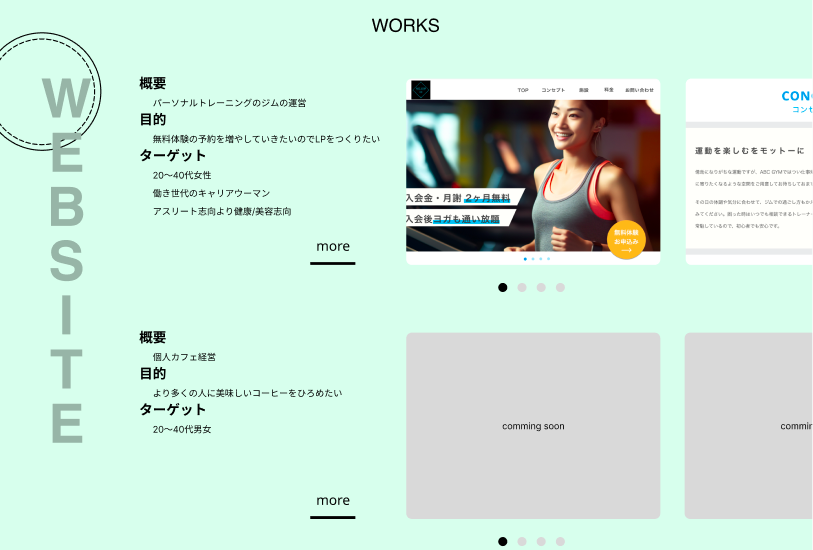 WORKS
WEBSITE
概要
パーソナルトレーニングのジムの運営
目的
無料体験の予約を増やしていきたいのでLPをつくりたい
ターゲット
20〜40代女性
働き世代のキャリアウーマン
アスリート志向より健康/美容志向
more
TOP コンセプト 施設 料金 お問い合わせ
入会金・月謝 2ヶ月無料
入会後ヨガも通い放題
無料体験
お申込み
CON
コンセ
運動を楽しむをモットーに
概要
個人カフェ経営
目的
より多くの人に美味しいコーヒーをひろめたい
ターゲット
20〜40代男女
more
comming soon
commin